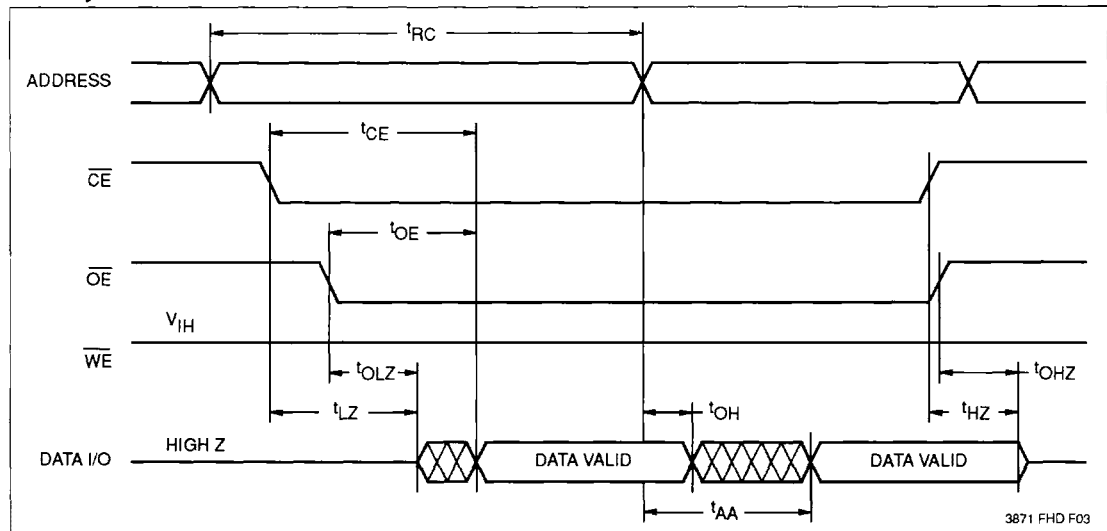 tRC
ADDRESS
tCE
CE
tOE
OE
VIH
WE
tOLZ
tOHZ
tLZ
tOH
tHZ
DATA I/O
HIGH Z
DATA VALID
DATA VALID
tAA
3871 FHD F03